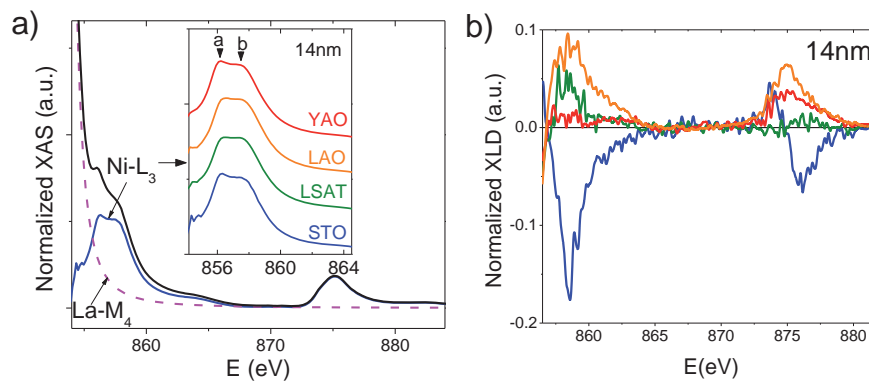 a)
Normalized XAS (a.u.)
Ni-L3
La-M4
a b 14nm
YAO
LAO
LSAT
STO
856 860 864
860 870 880
E (eV)
b)
14nm
Normalized XLD (a.u.)
0.1
0.0
-0.1
-0.2
860 865 870 875 880
E(eV)